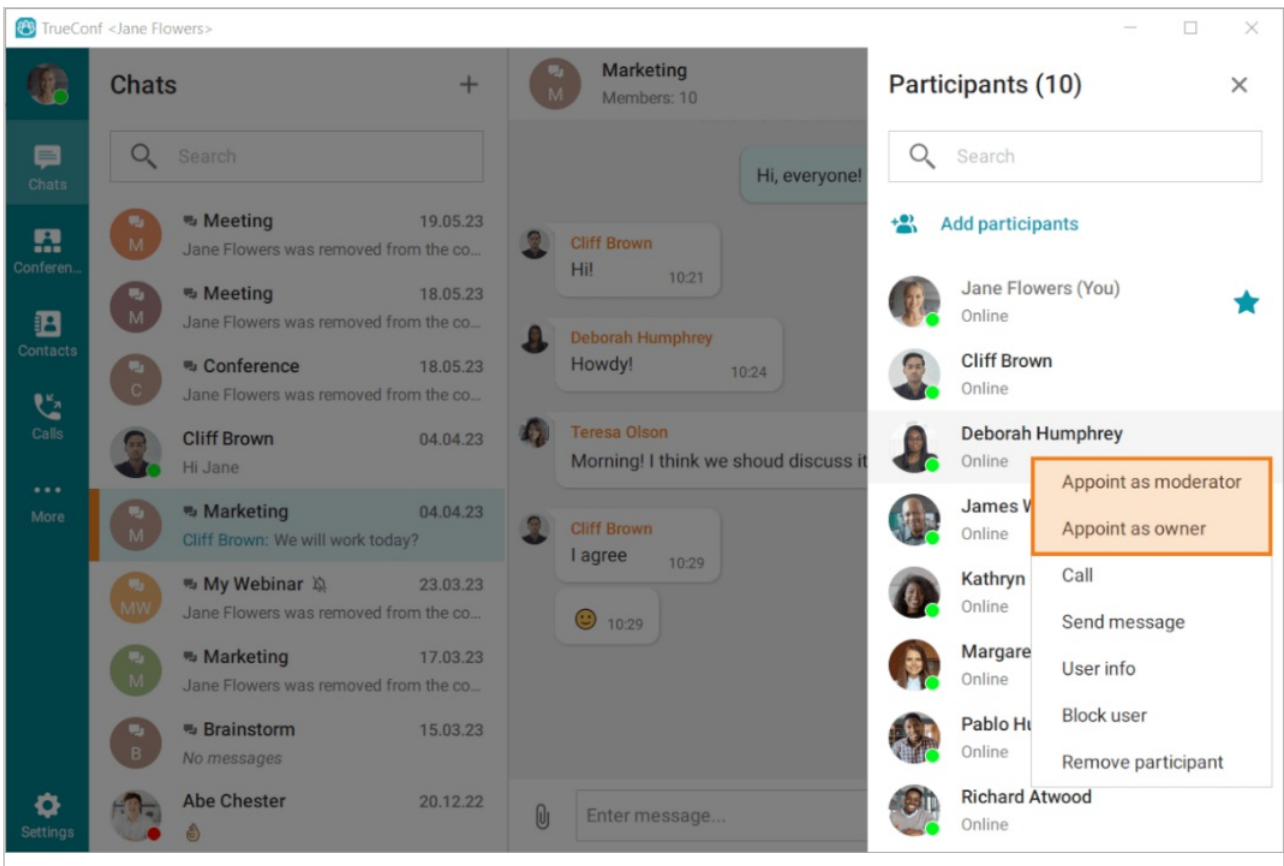 TrueConf <Jane Flowers>
Chats
Conferen...
Contacts
Calls
More
Settings
Chats
Search
M
Meeting 19.05.23
Jane Flowers was removed from the co...
M
Meeting 18.05.23
Jane Flowers was removed from the co...
C
Conference 18.05.23
Jane Flowers was removed from the co...
Cliff Brown 04.04.23
Hi Jane
M
Marketing 04.04.23
Cliff Brown: We will work today?
MW
My Webinar 23.03.23
Jane Flowers was removed from the co...
M
Marketing 17.03.23
Jane Flowers was removed from the co...
B
Brainstorm 15.03.23
No messages
Abe Chester 20.12.22
M
Marketing
Members: 10
Hi, everyone!
Cliff Brown
Hi! 10:21
Deborah Humphrey
Howdy! 10:24
Teresa Olson
Morning! I think we shoud discuss it
Cliff Brown
I agree 10:29
10:29
Enter message...
Participants (10)
Search
Add participants
Jane Flowers (You)
Online
Cliff Brown
Online
Deborah Humphrey
Online
James W
Online
Kathryn
Online
Margare
Online
Pablo Hu
Online
Richard Atwood
Online
Appoint as moderator
Appoint as owner
Call
Send message
User info
Block user
Remove participant